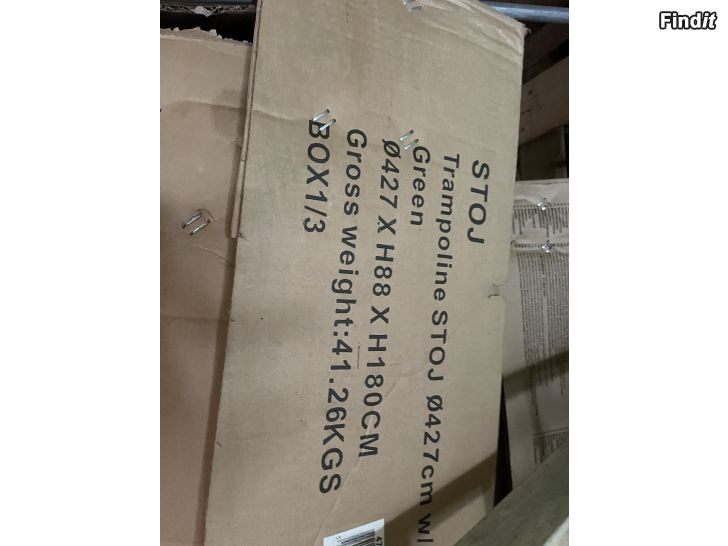 Findit
STOJ
Trampoline STOJ Ø427cm w/
Green
Ø427 X H88 X H180CM
Gross weight:41.26KGS
BOX1/3